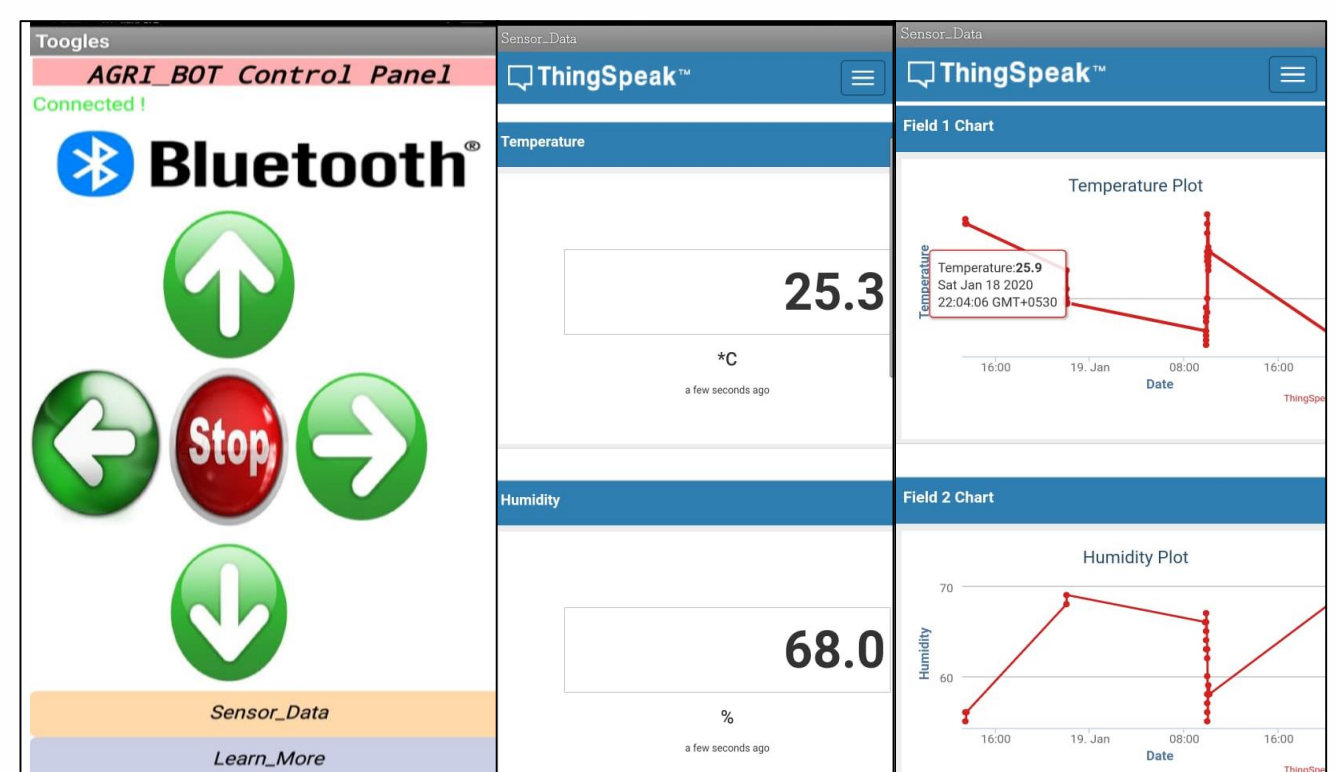 Toogles
AGRI_BOT Control Panel
Connected !
Bluetooth®
Stop
Sensor_Data
Learn_More
Sensor_Data
ThingSpeak™
Temperature
25.3
*C
a few seconds ago
Humidity
68.0
%
a few seconds ago
Sensor_Data
ThingSpeak™
Field 1 Chart
Temperature Plot
Temperature
Temperature:25.9
Sat Jan 18 2020
22:04:06 GMT+0530
16:00 19. Jan 08:00 16:00
Date
ThingSpe
Field 2 Chart
Humidity Plot
Humidity
70
60
16:00 19. Jan 08:00 16:00
Date
ThingSpe